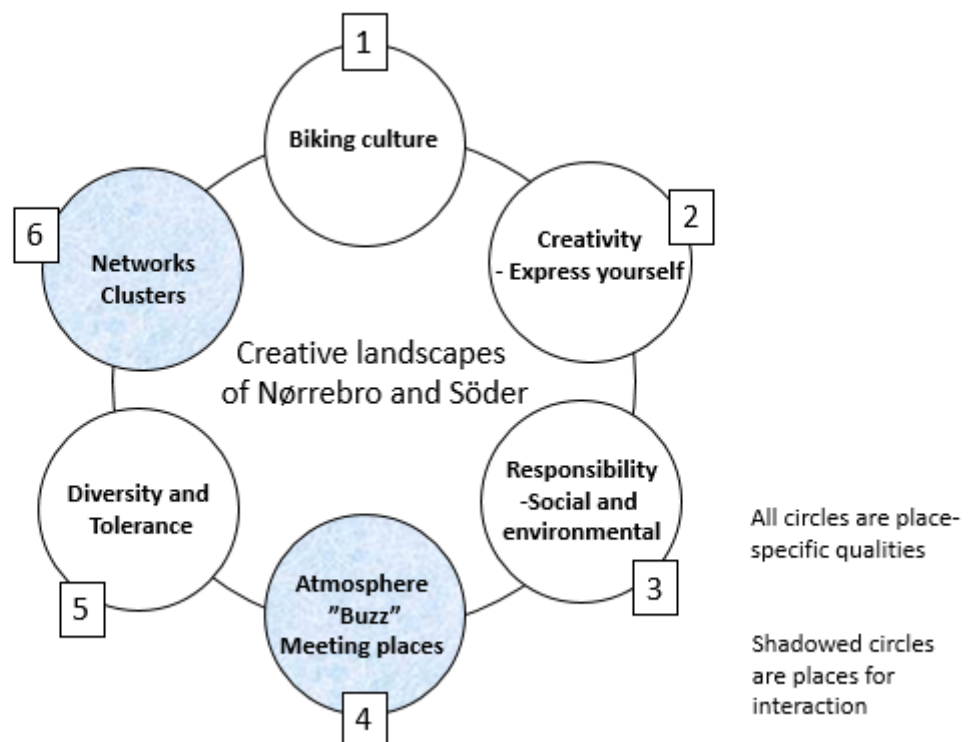 1
Biking culture
2
Creativity
- Express yourself
6
Networks
Clusters
Creative landscapes
of Nørrebro and Söder
Responsibility
-Social and
environmental
3
Diversity and
Tolerance
5
Atmosphere
”Buzz”
Meeting places
4
All circles are place-
specific qualities
Shadowed circles
are places for
interaction